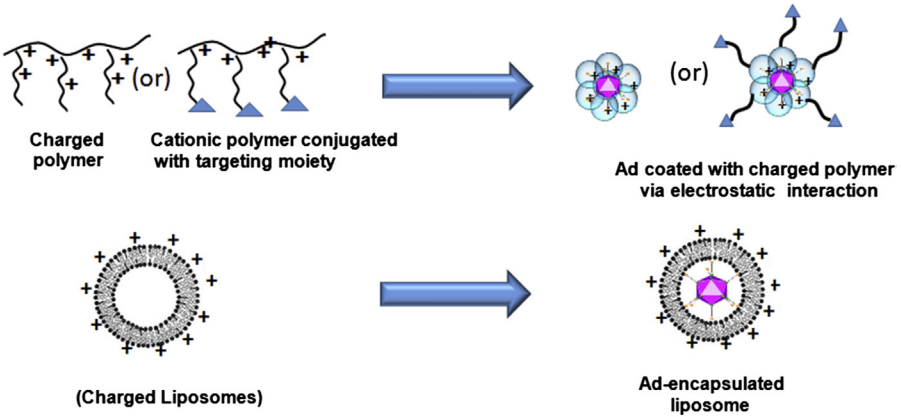 (or)
(or)
Charged
polymer
Cationic polymer conjugated
with targeting moiety
Ad coated with charged polymer
via electrostatic interaction
(Charged Liposomes)
Ad-encapsulated
liposome